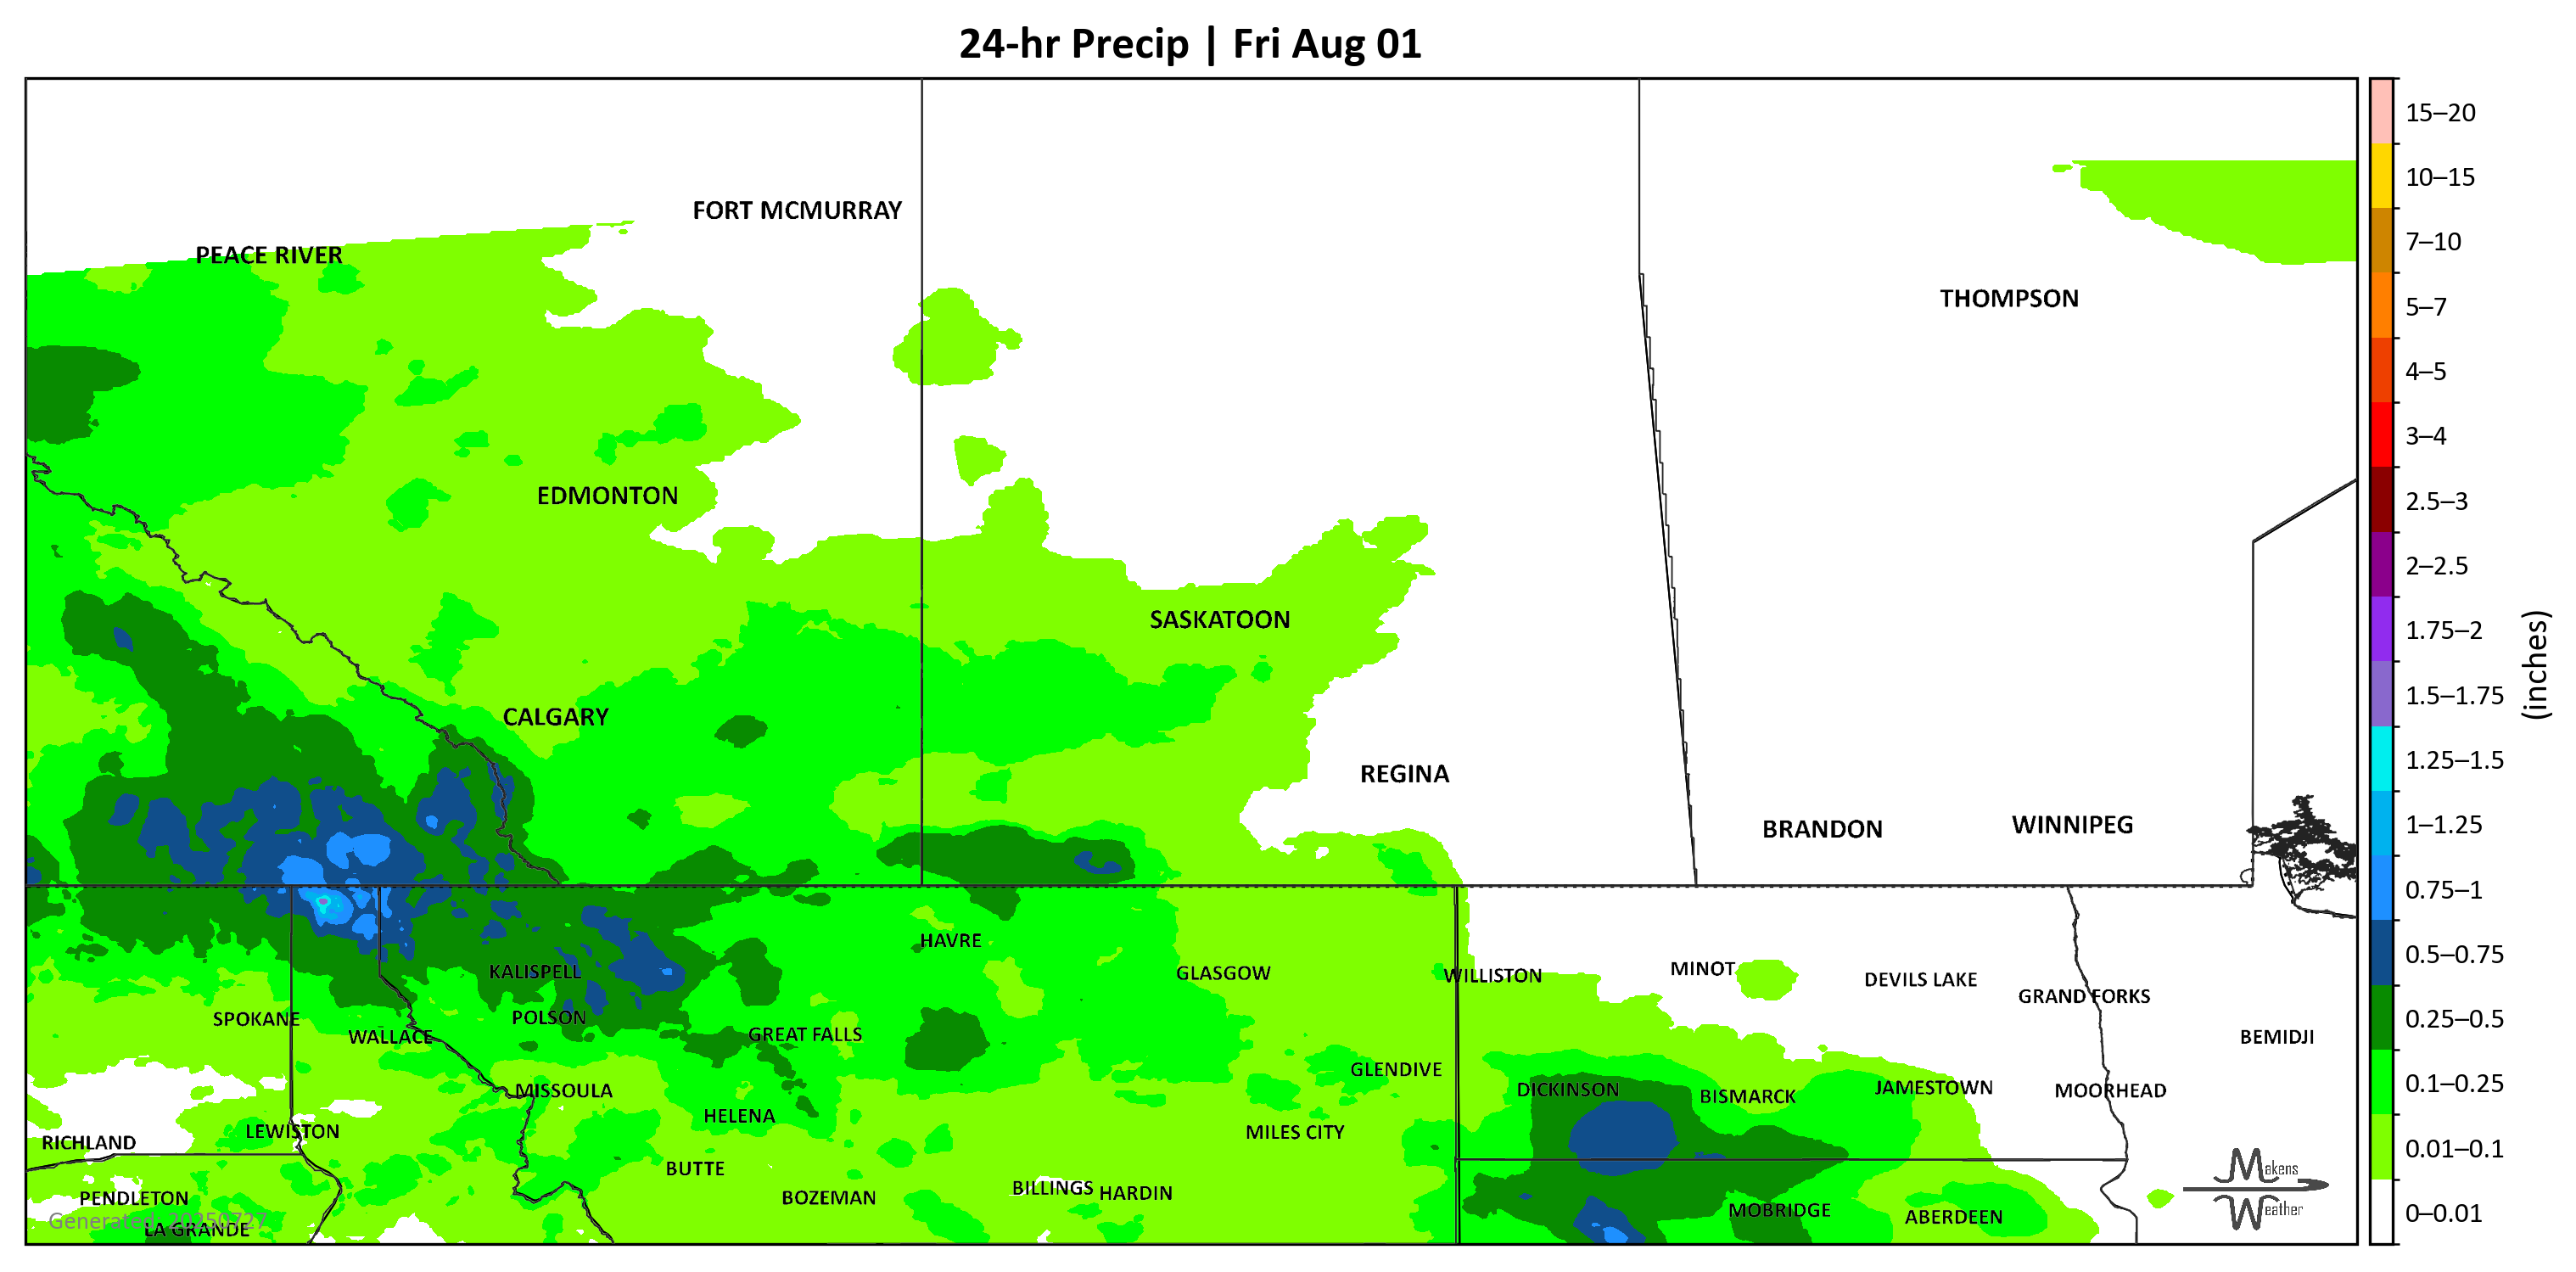 24-hr Precip | Fri Aug 01
FORT MCMURRAY
PEACE RIVER
THOMPSON
EDMONTON
SASKATOON
CALGARY
REGINA
BRANDON
WINNIPEG
HAVRE
KALISPELL
GLASGOW
WILLISTON
MINOT
DEVILS LAKE
GRAND FORKS
SPOKANE
WALLACE
POLSON
GREAT FALLS
BEMIDJI
GLENDIVE
MISSOULA
DICKINSON
BISMARCK
JAMESTOWN
MOORHEAD
HELENA
RICHLAND
LEWISTON
MILES CITY
BUTTE
PENDLETON
BOZEMAN
BILLINGS
HARDIN
MOBRIDGE
ABERDEEN
Generated: 20250727
LA GRANDE
Makens
Weather
15–20
10–15
7–10
5–7
4–5
3–4
2.5–3
2–2.5
1.75–2
1.5–1.75
1.25–1.5
1–1.25
0.75–1
0.5–0.75
0.25–0.5
0.1–0.25
0.01–0.1
0–0.01
(inches)